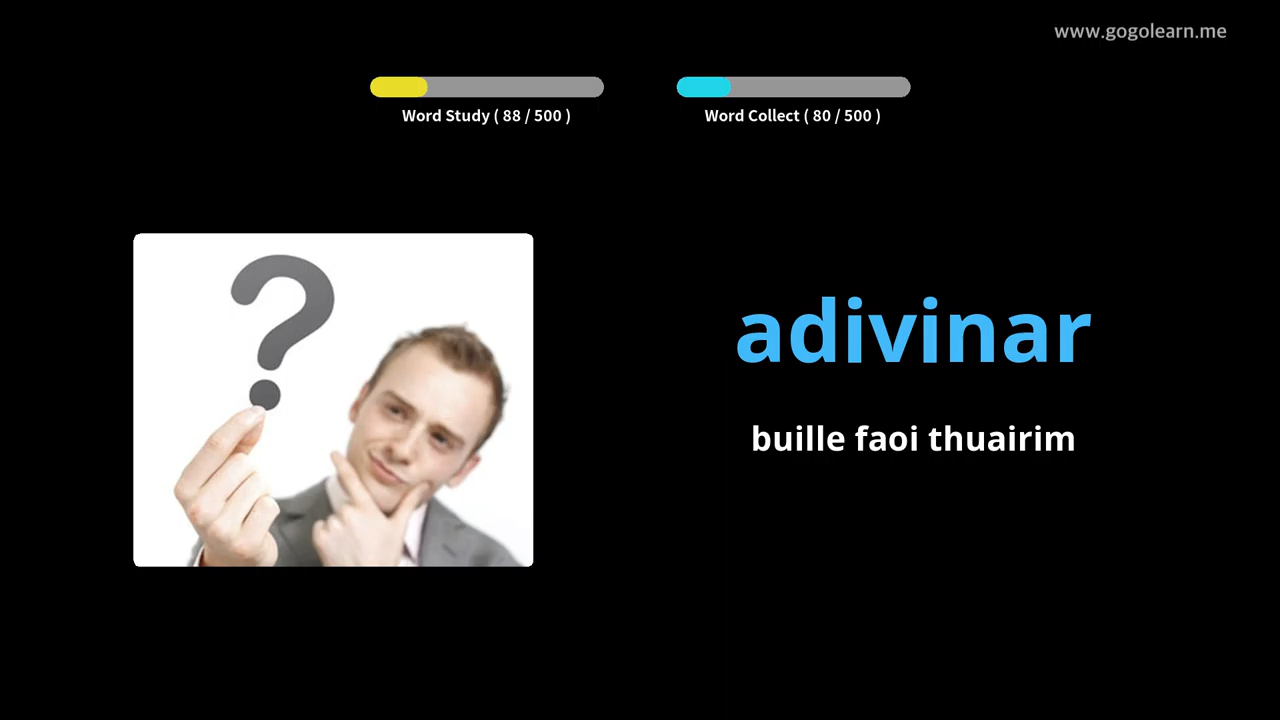 www.gogolearn.me
Word Study ( 88 / 500 )
Word Collect ( 80 / 500 )
adivinar
buille faoi thuairim